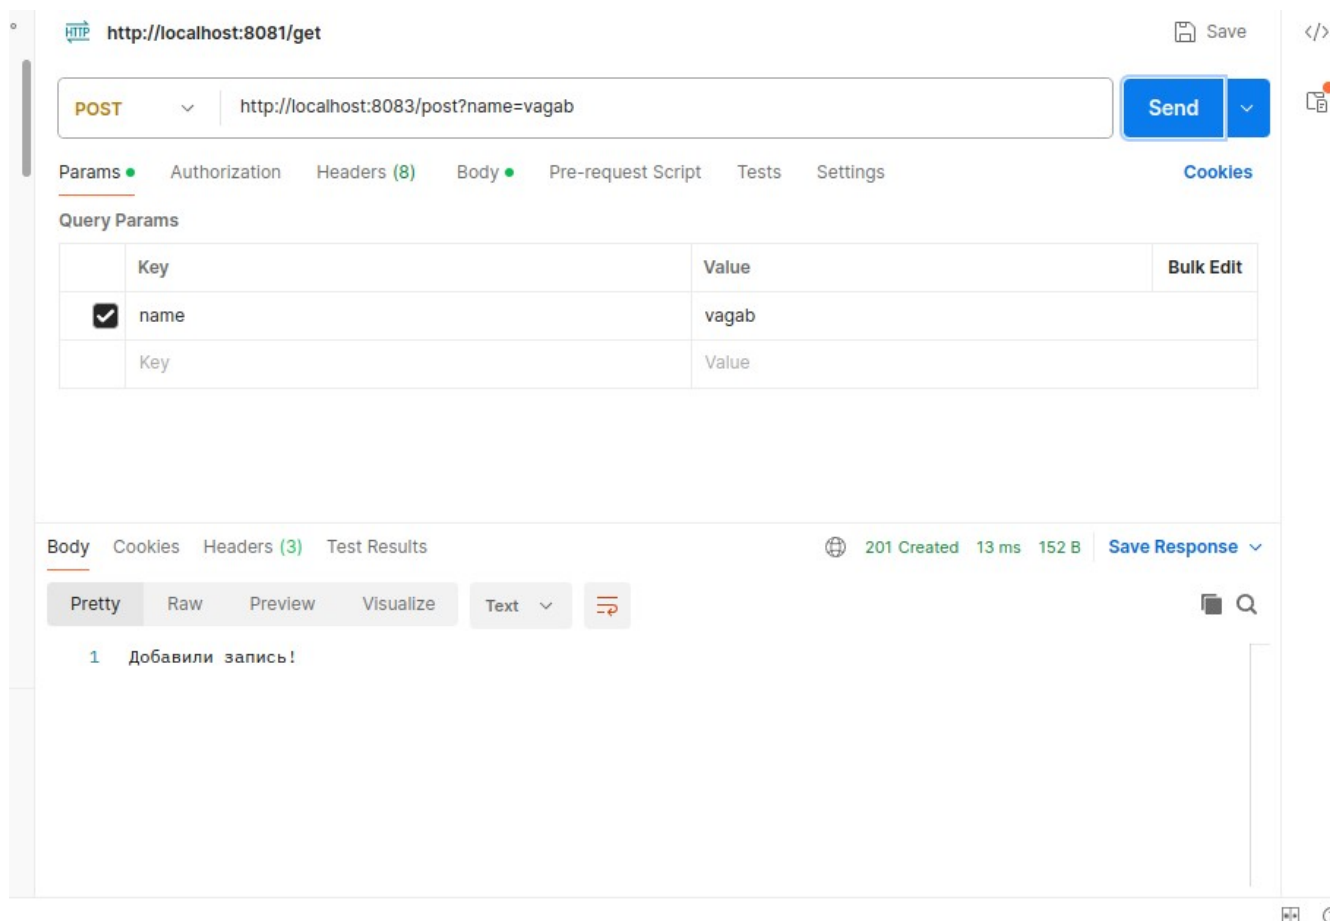 HTTP http://localhost:8081/get Save </>
POST http://localhost:8083/post?name=vagab Send
Params Authorization Headers (8) Body Pre-request Script Tests Settings Cookies
Query Params
Key Value Bulk Edit
name vagab
Key Value
Body Cookies Headers (3) Test Results 201 Created 13 ms 152 B Save Response
Pretty Raw Preview Visualize Text
1 Добавили запись!